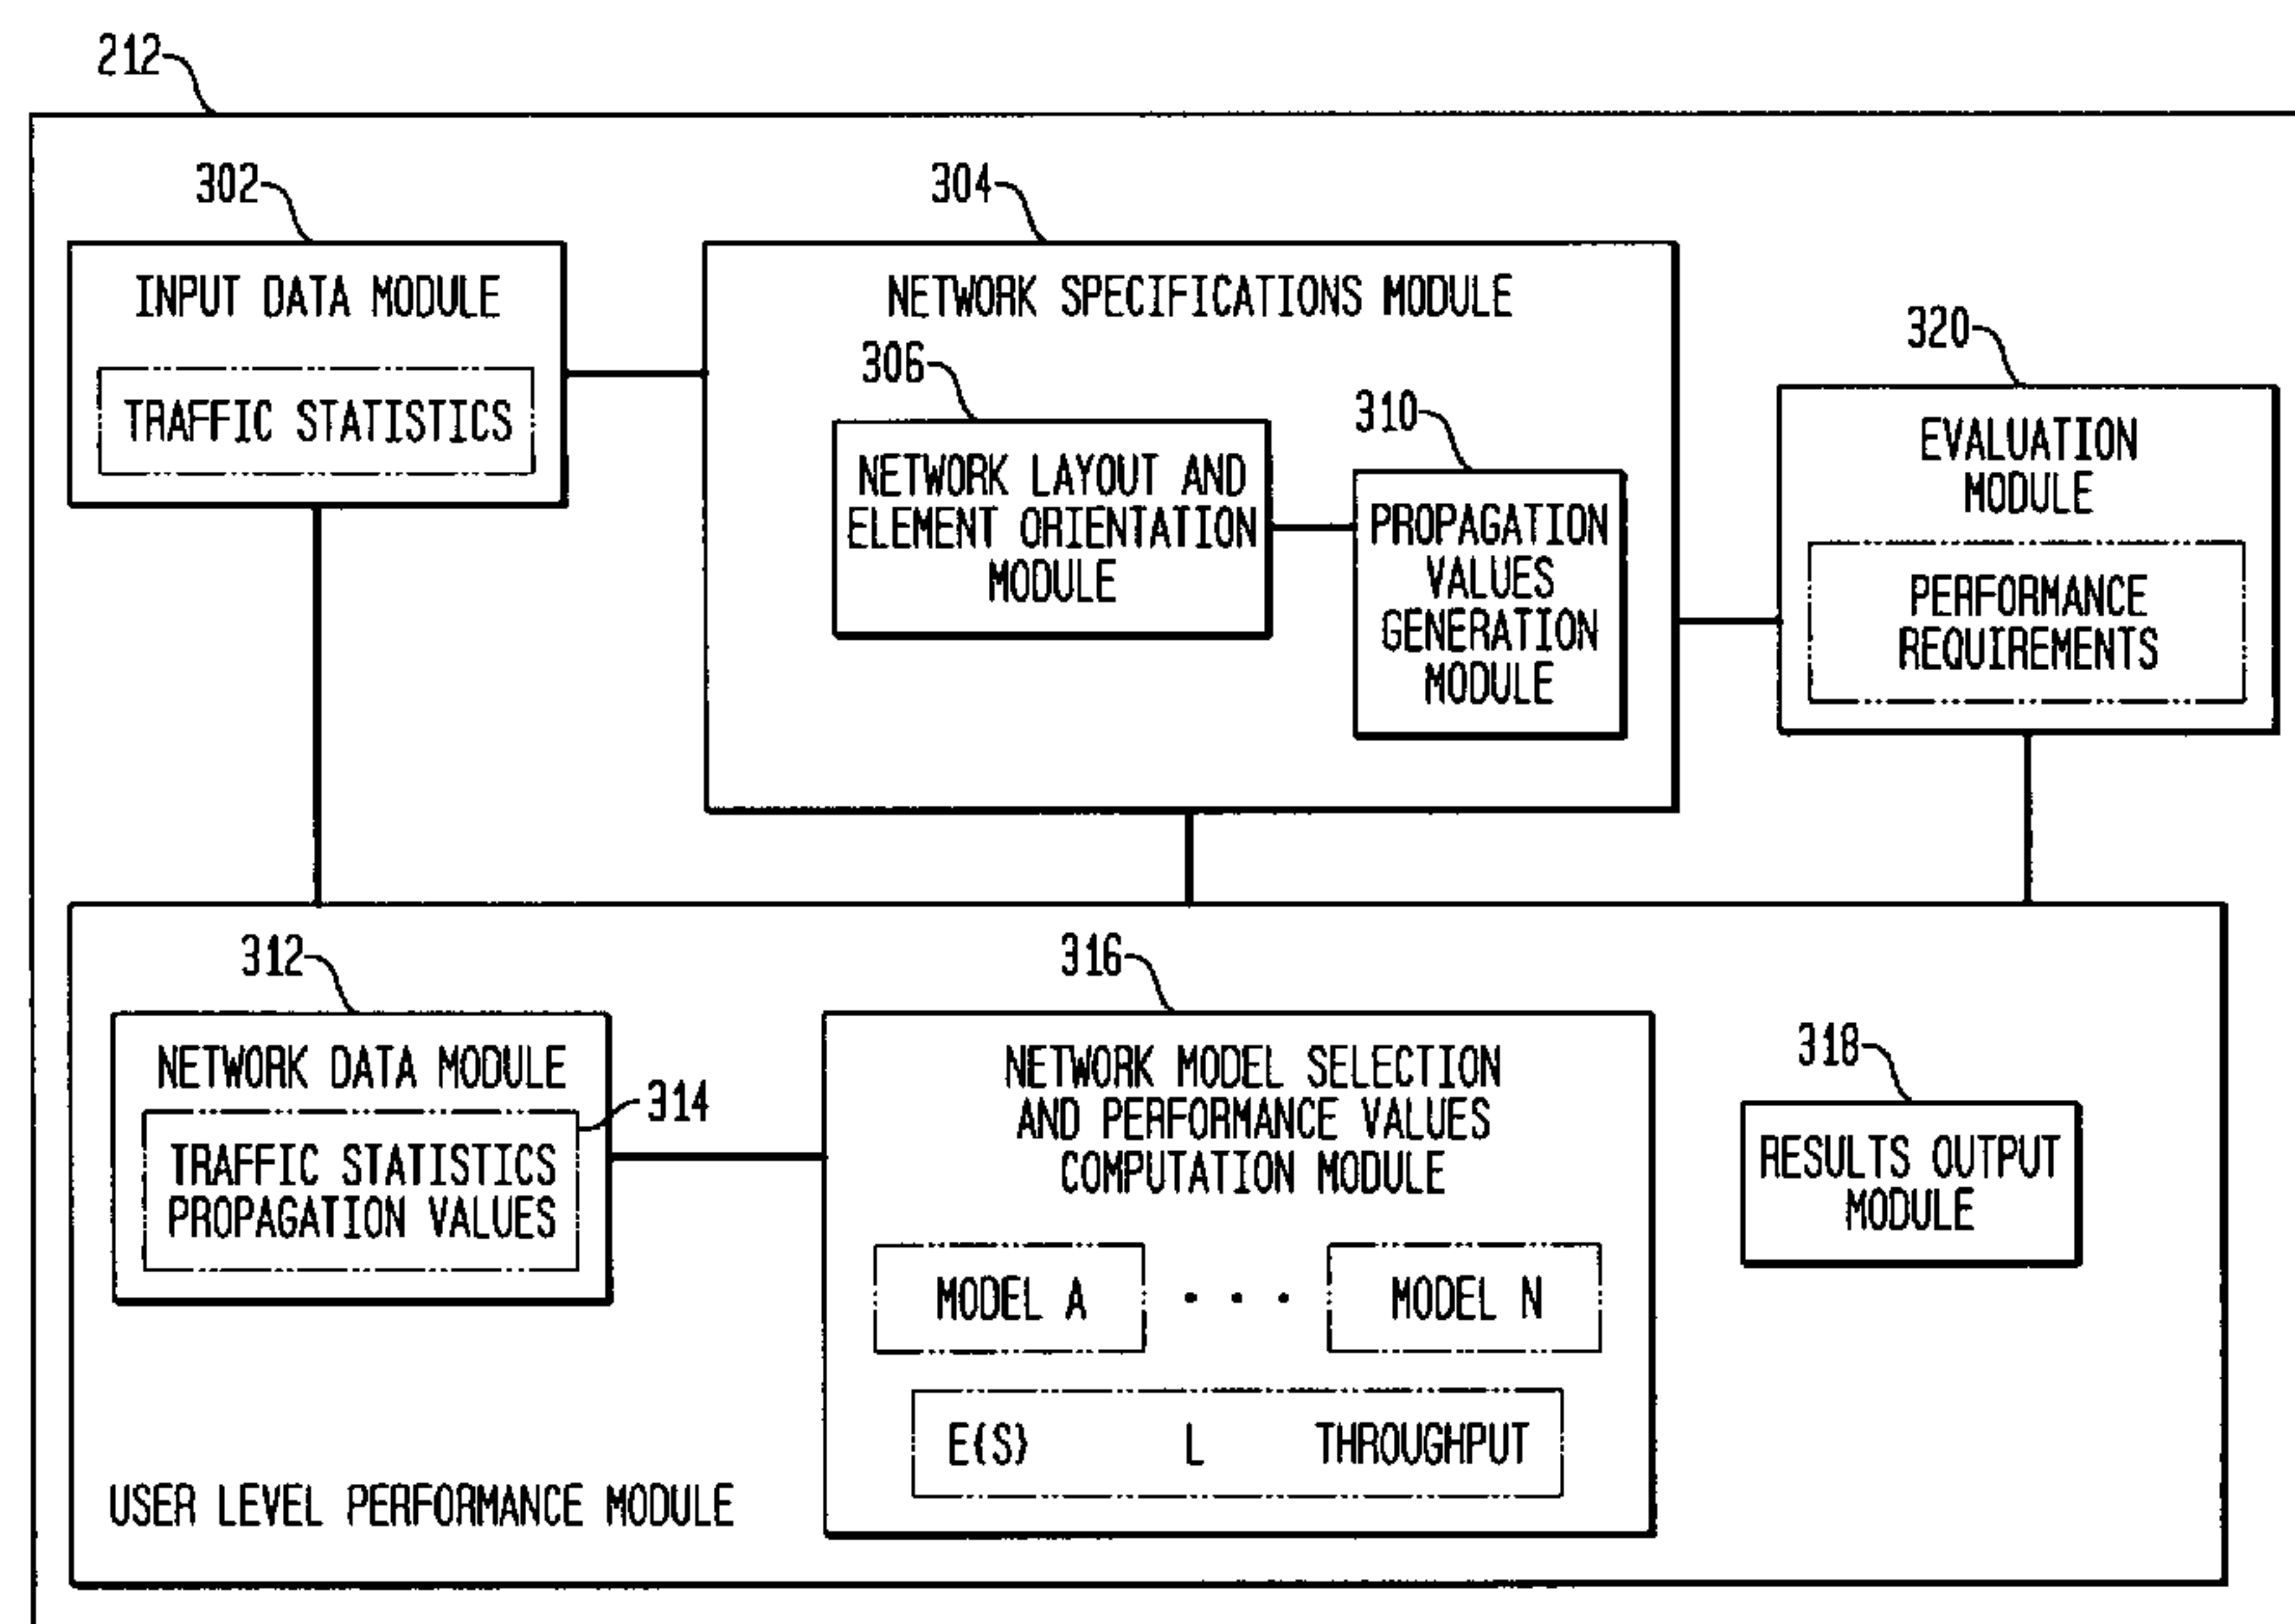 212
302
304
INPUT DATA MODULE
TRAFFIC STATISTICS
NETWORK SPECIFICATIONS MODULE
306
NETWORK LAYOUT AND
ELEMENT ORIENTATION
MODULE
310
PROPAGATION
VALUES
GENERATION
MODULE
320
EVALUATION
MODULE
PERFORMANCE
REQUIREMENTS
312
NETWORK DATA MODULE
314
TRAFFIC STATISTICS
PROPAGATION VALUES
316
NETWORK MODEL SELECTION
AND PERFORMANCE VALUES
COMPUTATION MODULE
MODEL A • • • MODEL N
E(S) L THROUGHPUT
318
RESULTS OUTPUT
MODULE
USER LEVEL PERFORMANCE MODULE